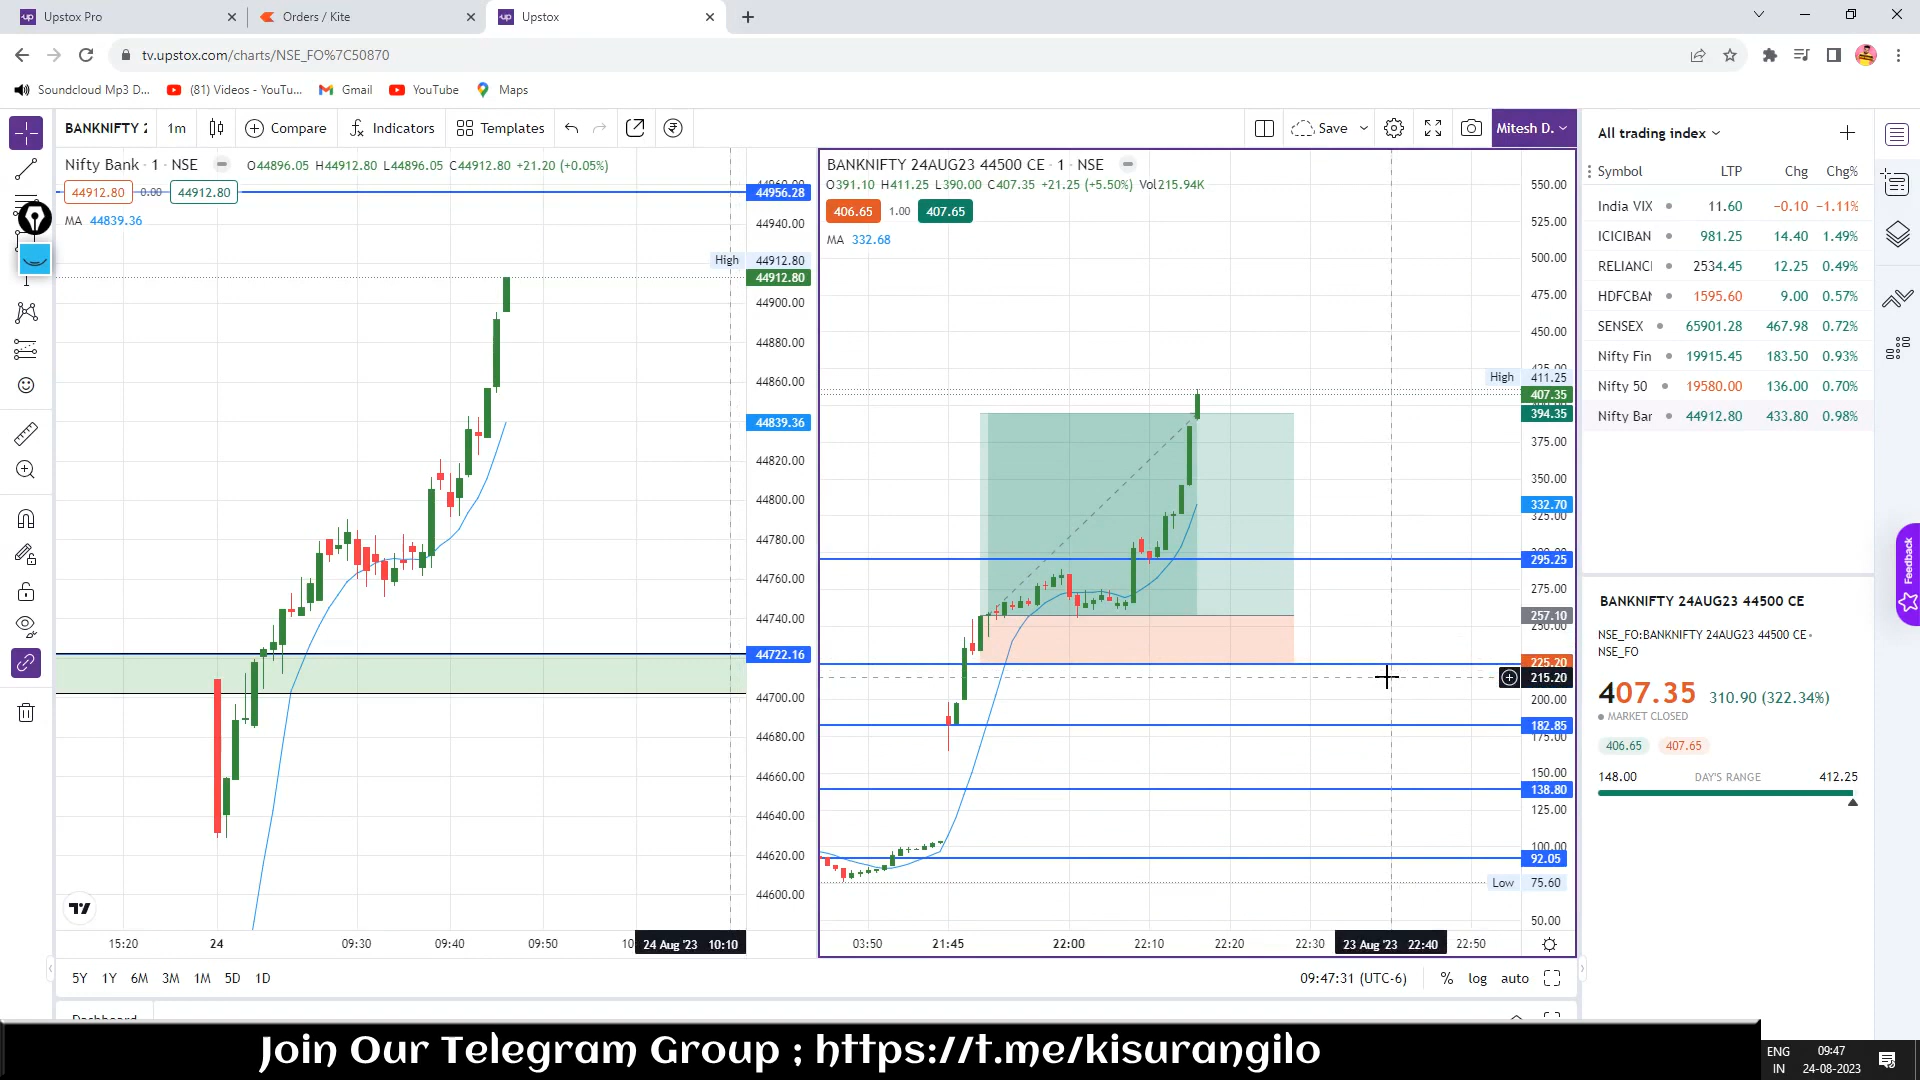 Upstox Pro
Orders / Kite
Upstox
tv.upstox.com/charts/NSE_FO%7C50870
Soundcloud Mp3 D...
(81) Videos - YouTu...
Gmail
YouTube
Maps
BANKNIFTY 2
1m
Compare
Indicators
Templates
Save
Mitesh D.
Nifty Bank · 1 · NSE
O44896.05 H44912.80 L44896.05 C44912.80 +21.20 (+0.05%)
44912.80 0.00 44912.80
MA 44839.36
44956.28
44940.00
High 44912.80
44912.80
44900.00
44880.00
44860.00
44839.36
44820.00
44800.00
44780.00
44760.00
44740.00
44722.16
44700.00
44680.00
44660.00
44640.00
44620.00
44600.00
15:20
24
09:30
09:40
09:50
24 Aug '23 10:10
BANKNIFTY 24AUG23 44500 CE · 1 · NSE
O391.10 H411.25 L390.00 C407.35 +21.25 (+5.50%) Vol215.94K
406.65 1.00 407.65
MA 332.68
550.00
525.00
500.00
475.00
450.00
High 411.25
407.35
394.35
375.00
350.00
332.70
325.00
295.25
275.00
257.10
250.00
225.20
215.20
200.00
182.85
175.00
150.00
138.80
125.00
100.00
92.05
Low 75.60
50.00
03:50
21:45
22:00
22:10
22:20
22:30
23 Aug '23 22:40
22:50
5Y 1Y 6M 3M 1M 5D 1D
09:47:31 (UTC-6)
% log auto
Dashboard
All trading index
Symbol LTP Chg Chg%
India VIX 11.60 −0.10 −1.11%
ICICIBAN 981.25 14.40 1.49%
RELIANCI 2534.45 12.25 0.49%
HDFCBAN 1595.60 9.00 0.57%
SENSEX 65901.28 467.98 0.72%
Nifty Fin 19915.45 183.50 0.93%
Nifty 50 19580.00 136.00 0.70%
Nifty Bar 44912.80 433.80 0.98%
Feedback
BANKNIFTY 24AUG23 44500 CE
NSE_FO:BANKNIFTY 24AUG23 44500 CE •
NSE_FO
407.35 310.90 (322.34%)
MARKET CLOSED
406.65 407.65
148.00 DAY'S RANGE 412.25
Join Our Telegram Group ; https://t.me/kisurangilo
ENG
IN
09:47
24-08-2023